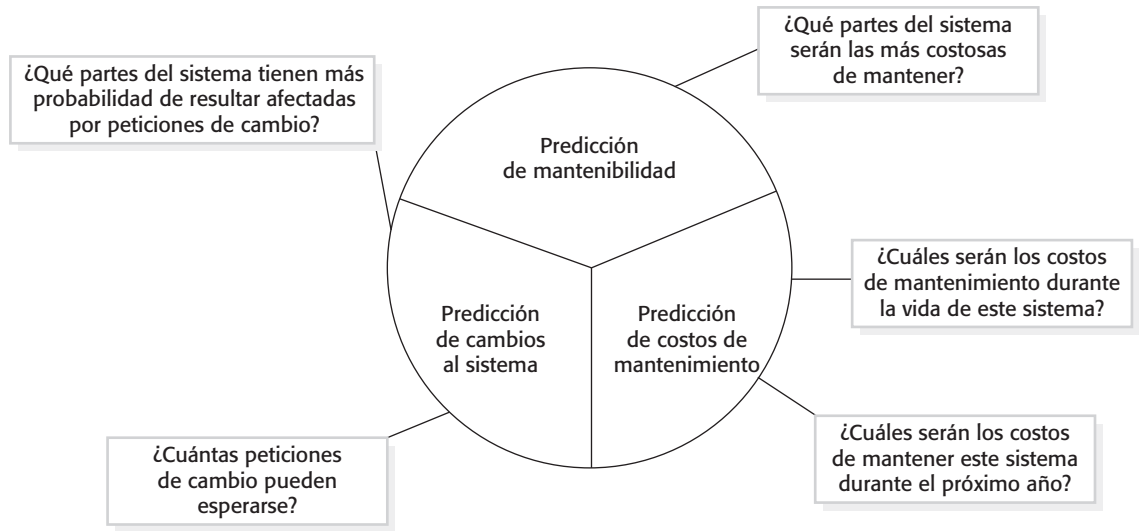 ¿Qué partes del sistema
serán las más costosas
de mantener?
¿Qué partes del sistema tienen más
probabilidad de resultar afectadas
por peticiones de cambio?
Predicción
de mantenibilidad
¿Cuáles serán los costos
de mantenimiento durante
la vida de este sistema?
Predicción
de cambios
al sistema
Predicción
de costos de
mantenimiento
¿Cuáles serán los costos
de mantener este sistema
durante el próximo año?
¿Cuántas peticiones
de cambio pueden
esperarse?